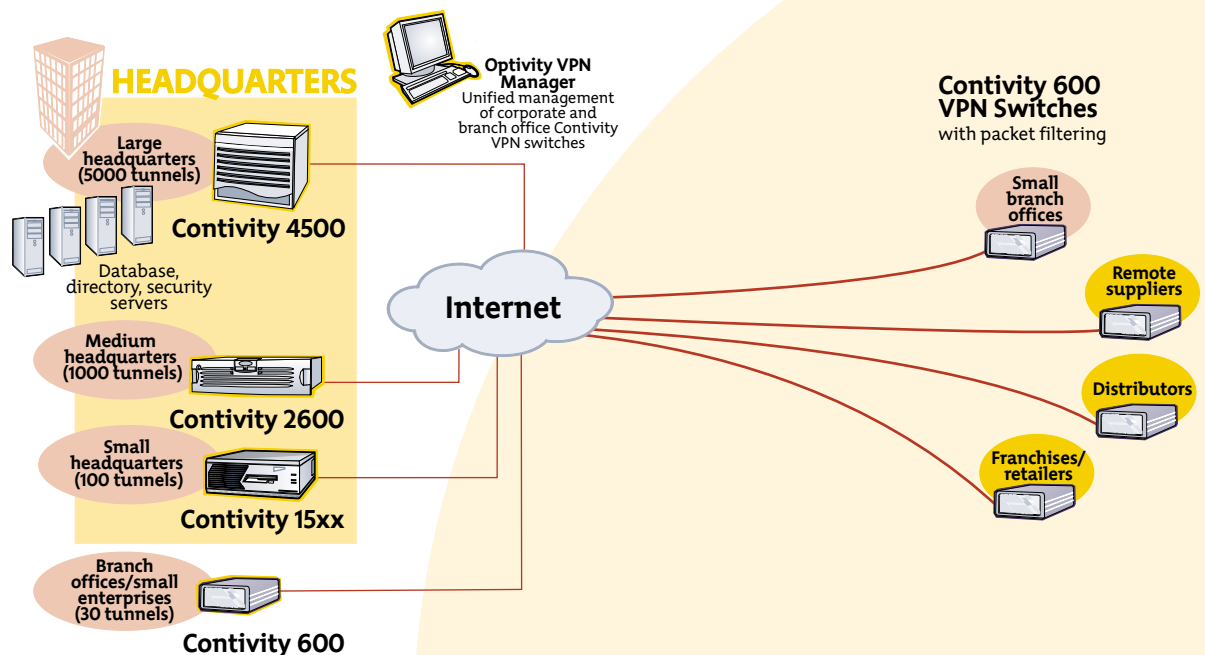 HEADQUARTERS
Large
headquarters
(5000 tunnels)
Contivity 4500
Database,
directory, security
servers
Medium
headquarters
(1000 tunnels)
Contivity 2600
Small
headquarters
(100 tunnels)
Contivity 15xx
Branch
offices/small
enterprises
(30 tunnels)
Contivity 600
Optivity VPN
Manager
Unified management
of corporate and
branch office Contivity
VPN switches
Internet
Contivity 600
VPN Switches
with packet filtering
Small
branch
offices
Remote
suppliers
Distributors
Franchises/
retailers